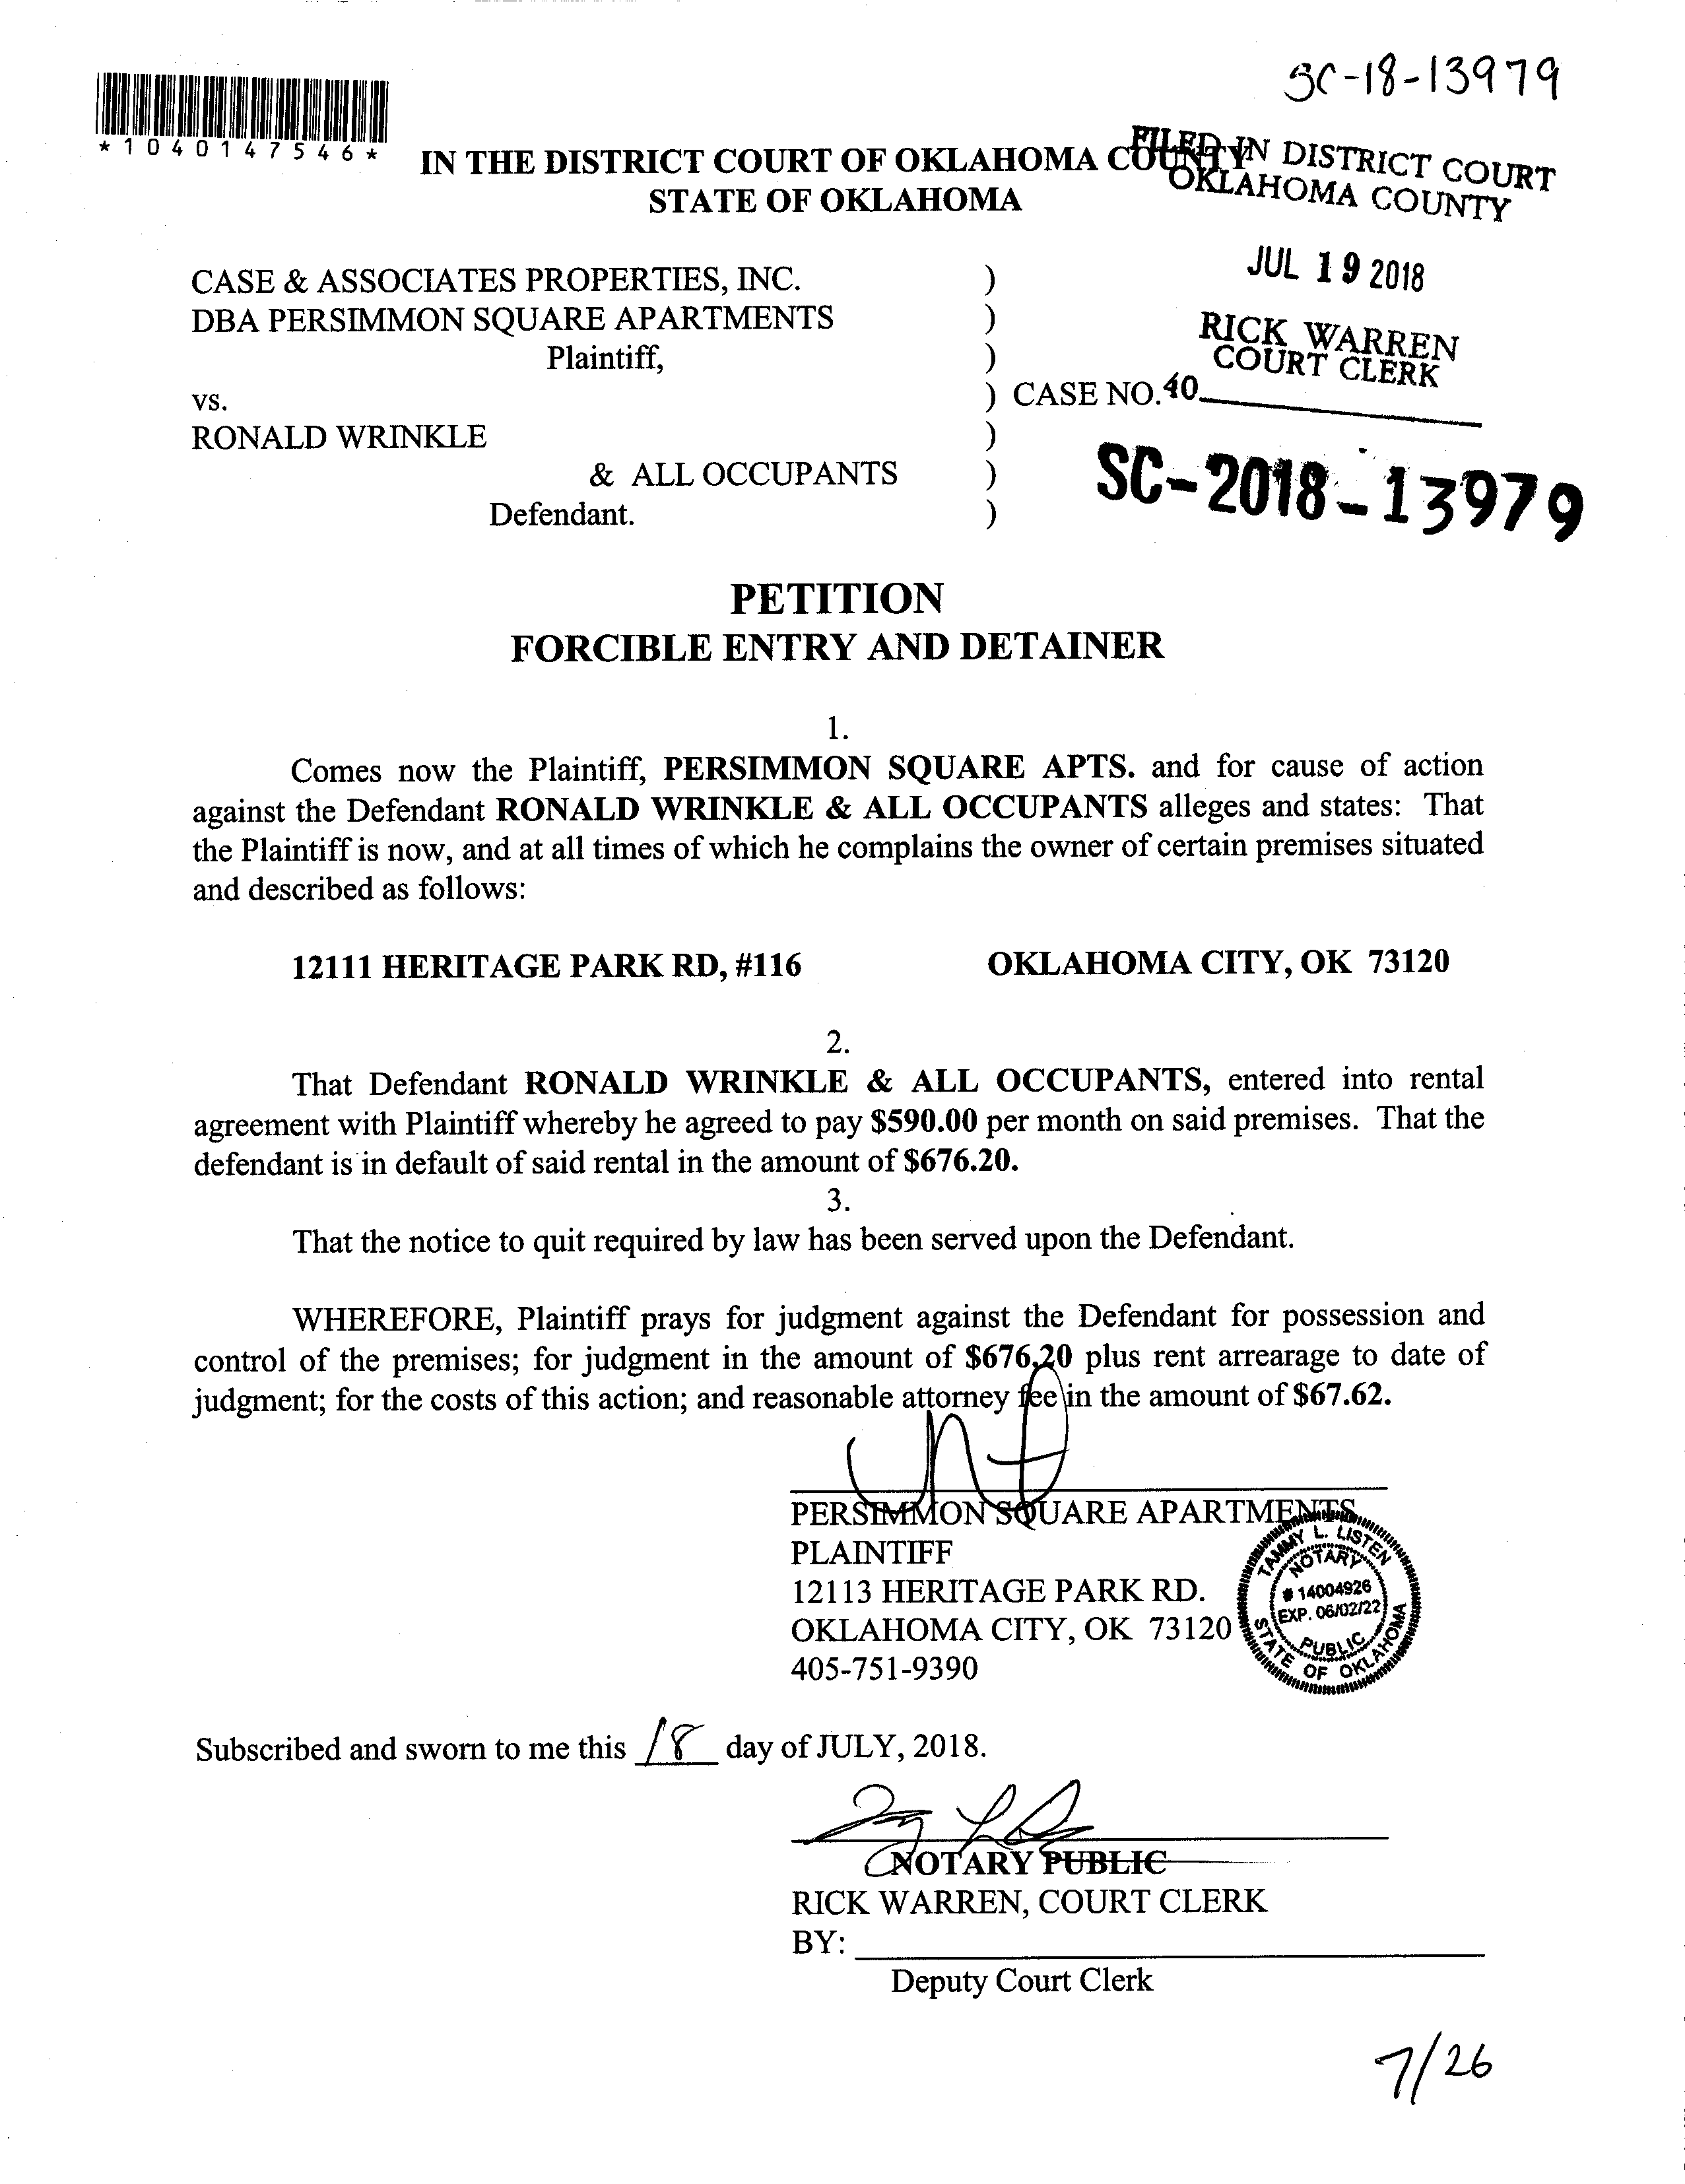 SC-18-13979
*1040147546*
FILED IN DISTRICT COURT
OKLAHOMA COUNTY
IN THE DISTRICT COURT OF OKLAHOMA COUNTY
STATE OF OKLAHOMA
JUL 19 2018
RICK WARREN
COURT CLERK
CASE & ASSOCIATES PROPERTIES, INC. )
DBA PERSIMMON SQUARE APARTMENTS )
Plaintiff, )
) CASE NO. 40
vs.
RONALD WRINKLE )
& ALL OCCUPANTS )
Defendant. )
SC-2018-13979
PETITION
FORCIBLE ENTRY AND DETAINER
1.
Comes now the Plaintiff, PERSIMMON SQUARE APTS. and for cause of action
against the Defendant RONALD WRINKLE & ALL OCCUPANTS alleges and states: That
the Plaintiff is now, and at all times of which he complains the owner of certain premises situated
and described as follows:
12111 HERITAGE PARK RD, #116 OKLAHOMA CITY, OK 73120
2.
That Defendant RONALD WRINKLE & ALL OCCUPANTS, entered into rental
agreement with Plaintiff whereby he agreed to pay $590.00 per month on said premises. That the
defendant is in default of said rental in the amount of $676.20.
3.
That the notice to quit required by law has been served upon the Defendant.
WHEREFORE, Plaintiff prays for judgment against the Defendant for possession and
control of the premises; for judgment in the amount of $676.20 plus rent arrearage to date of
judgment; for the costs of this action; and reasonable attorney fee in the amount of $67.62.
PERSIMMON SQUARE APARTMENTS
PLAINTIFF
12113 HERITAGE PARK RD.
OKLAHOMA CITY, OK 73120
405-751-9390
TAMMY L. LISTEN
NOTARY
# 14004926
EXP. 06/02/22
PUBLIC
STATE OF OKLAHOMA
Subscribed and sworn to me this 18 day of JULY, 2018.
NOTARY PUBLIC
RICK WARREN, COURT CLERK
BY:
Deputy Court Clerk
7/26